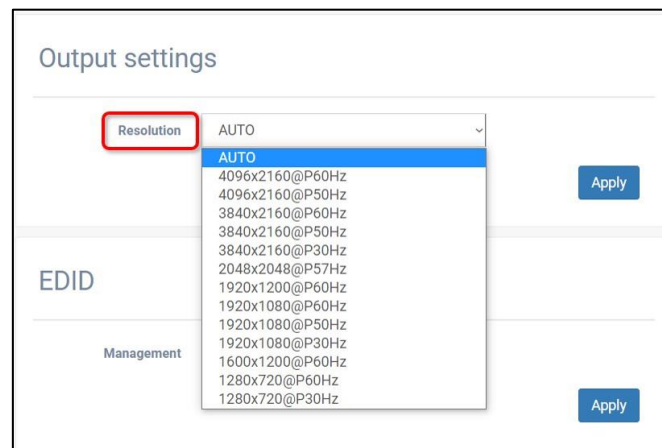 Output settings
Resolution
AUTO
AUTO
4096x2160@P60Hz
4096x2160@P50Hz
3840x2160@P60Hz
3840x2160@P50Hz
3840x2160@P30Hz
2048x2048@P57Hz
1920x1200@P60Hz
1920x1080@P60Hz
1920x1080@P50Hz
1920x1080@P30Hz
1600x1200@P60Hz
1280x720@P60Hz
1280x720@P30Hz
Apply
EDID
Management
Apply